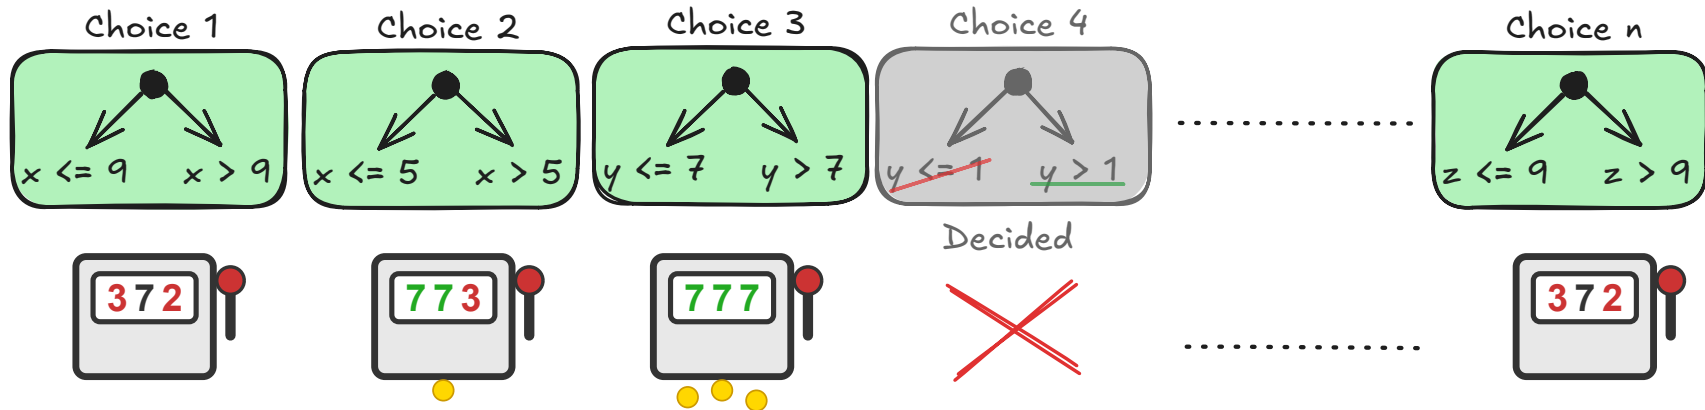 Choice 1
Choice 2
Choice 3
Choice 4
Choice n
x <= 9 x > 9
x <= 5 x > 5
y <= 7 y > 7
y <= 1 y > 1
z <= 9 z > 9
Decided
372
773
777
372